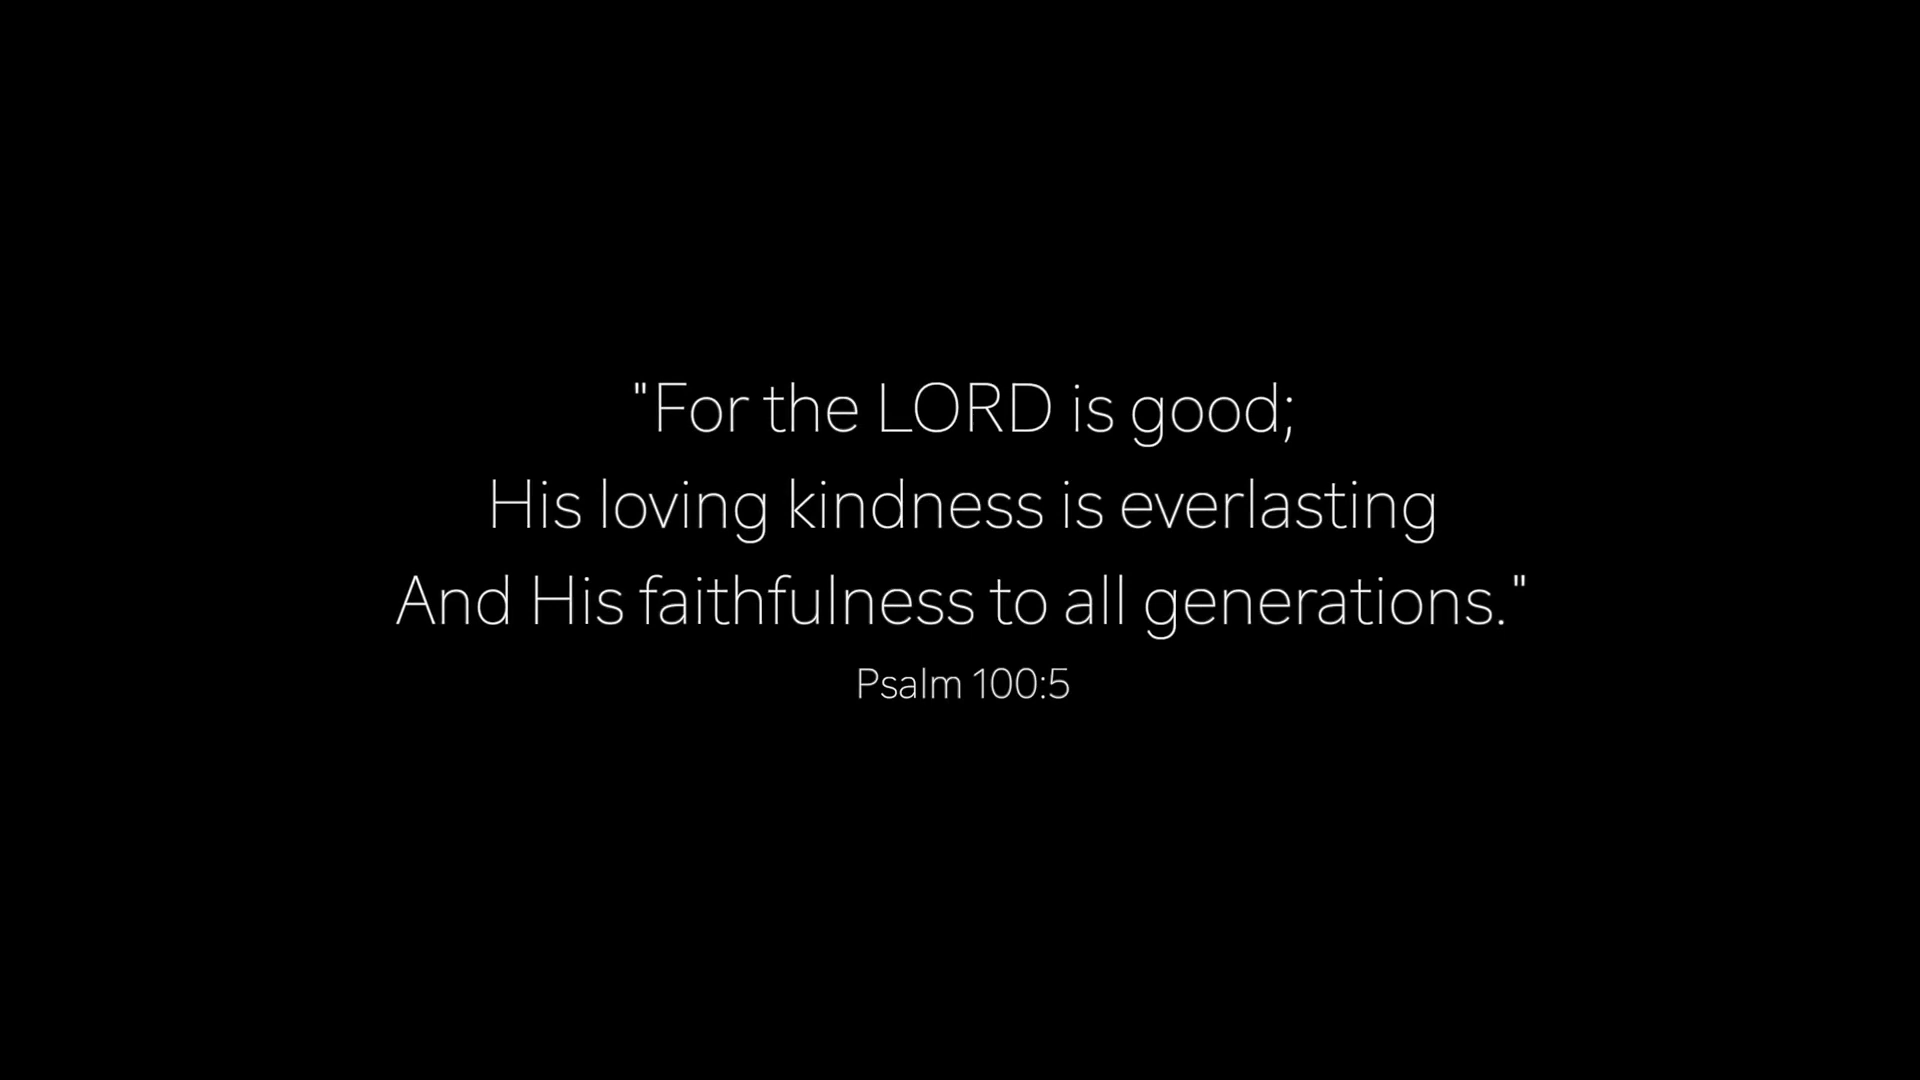 "For the LORD is good;
His loving kindness is everlasting
And His faithfulness to all generations."
Psalm 100:5